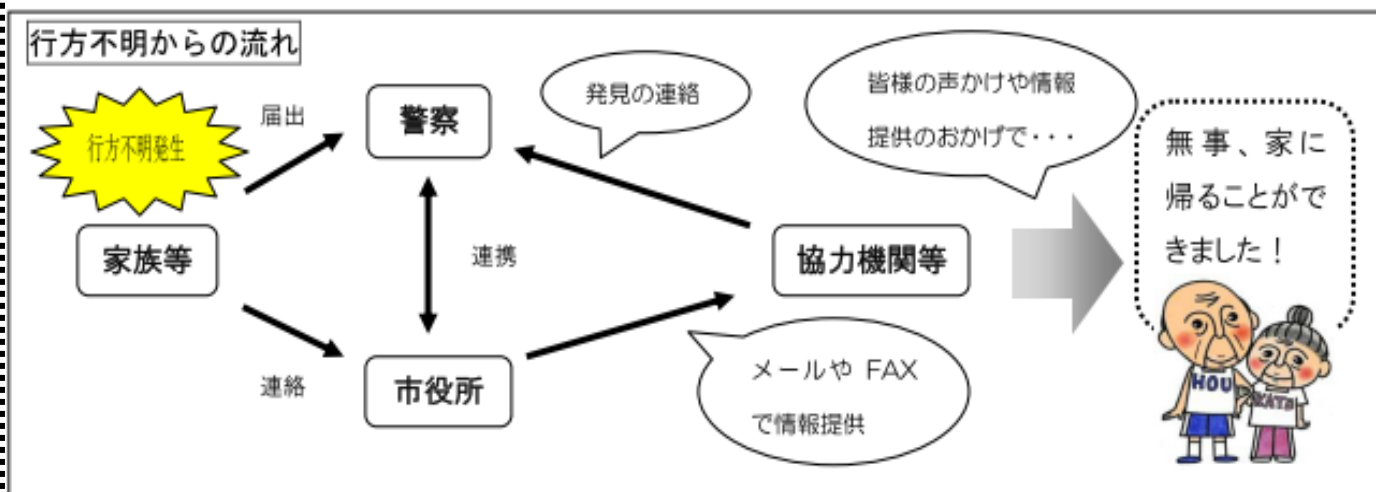 行方不明からの流れ
行方不明発生
届出
警察
発見の連絡
皆様の声かけや情報
提供のおかげで・・・
無事、家に
帰ることがで
きました！
家族等
連携
協力機関等
連絡
市役所
メールや FAX
で情報提供
HOU
KATU